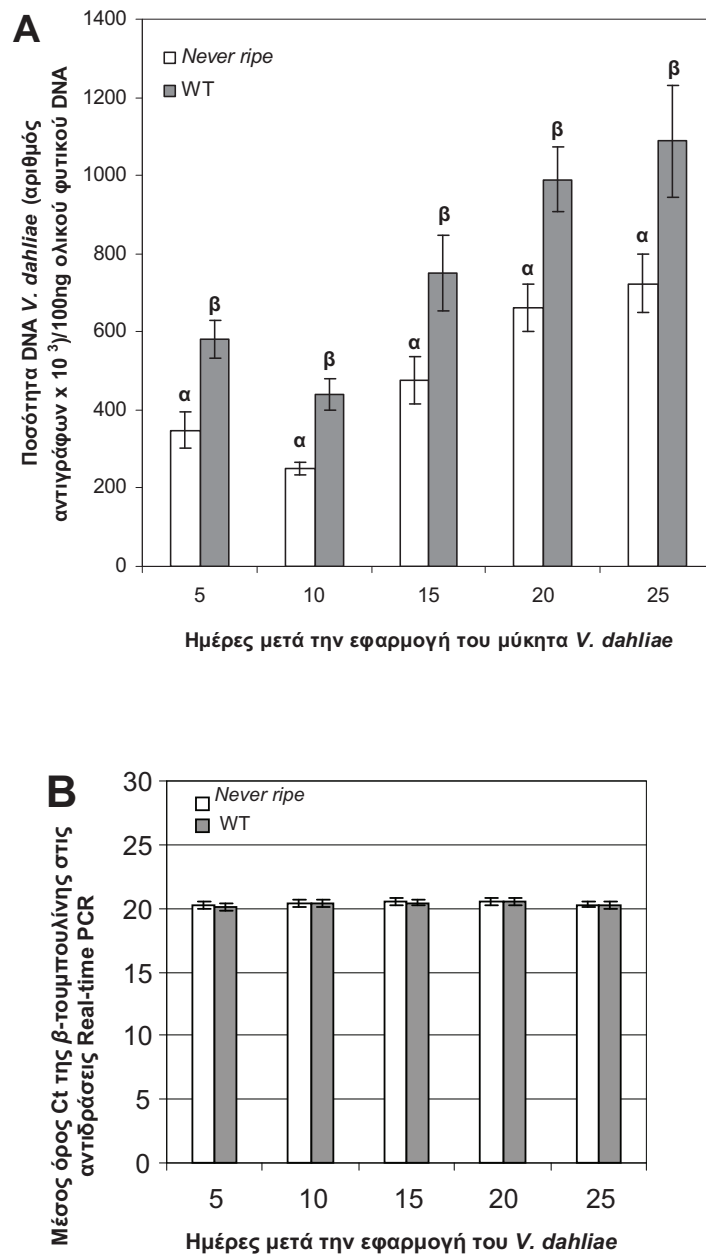 A
1400
1200
1000
800
600
400
200
0
Ποσότητα DNA V. dahliae (αριθμός
αντιγράφων x 10 ³)/100ng ολικού φυτικού DNA
Never ripe
WT
α
β
α
β
α
β
α
β
α
β
5 10 15 20 25
Ημέρες μετά την εφαρμογή του μύκητα V. dahliae
B
30
25
20
15
10
5
0
Μέσος όρος Ct της β-τουμπουλίνης στις
αντιδράσεις Real-time PCR
Never ripe
WT
5 10 15 20 25
Ημέρες μετά την εφαρμογή του V. dahliae